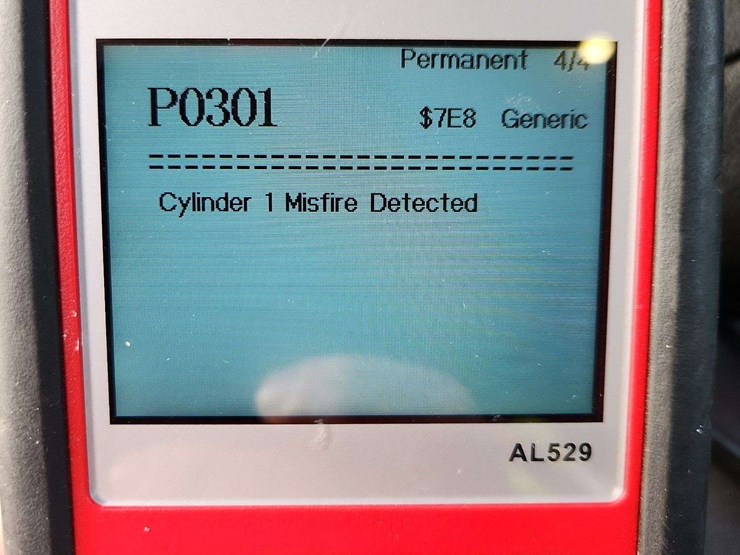 Permanent 4/4
P0301 $7E8 Generic
==============================
Cylinder 1 Misfire Detected
AL529